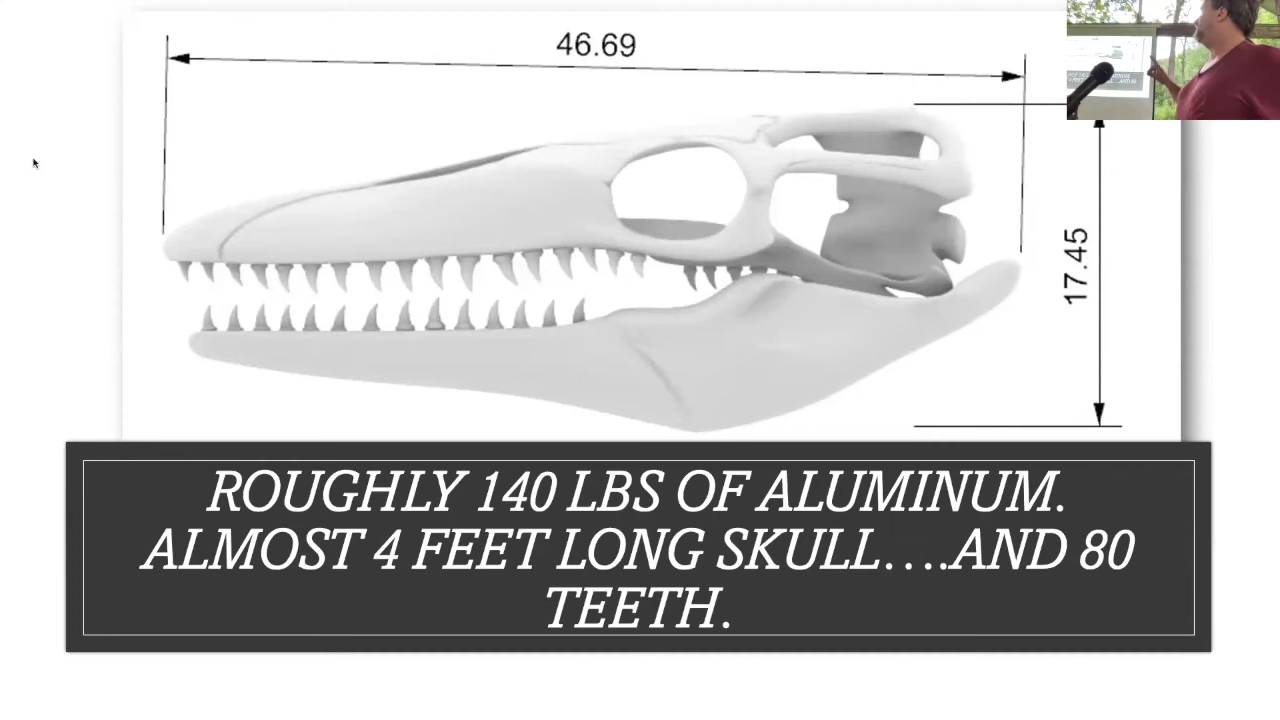 46.69
17.45
ROUGHLY 140 LBS OF ALUMINUM.
ALMOST 4 FEET LONG SKULL....AND 80
TEETH.